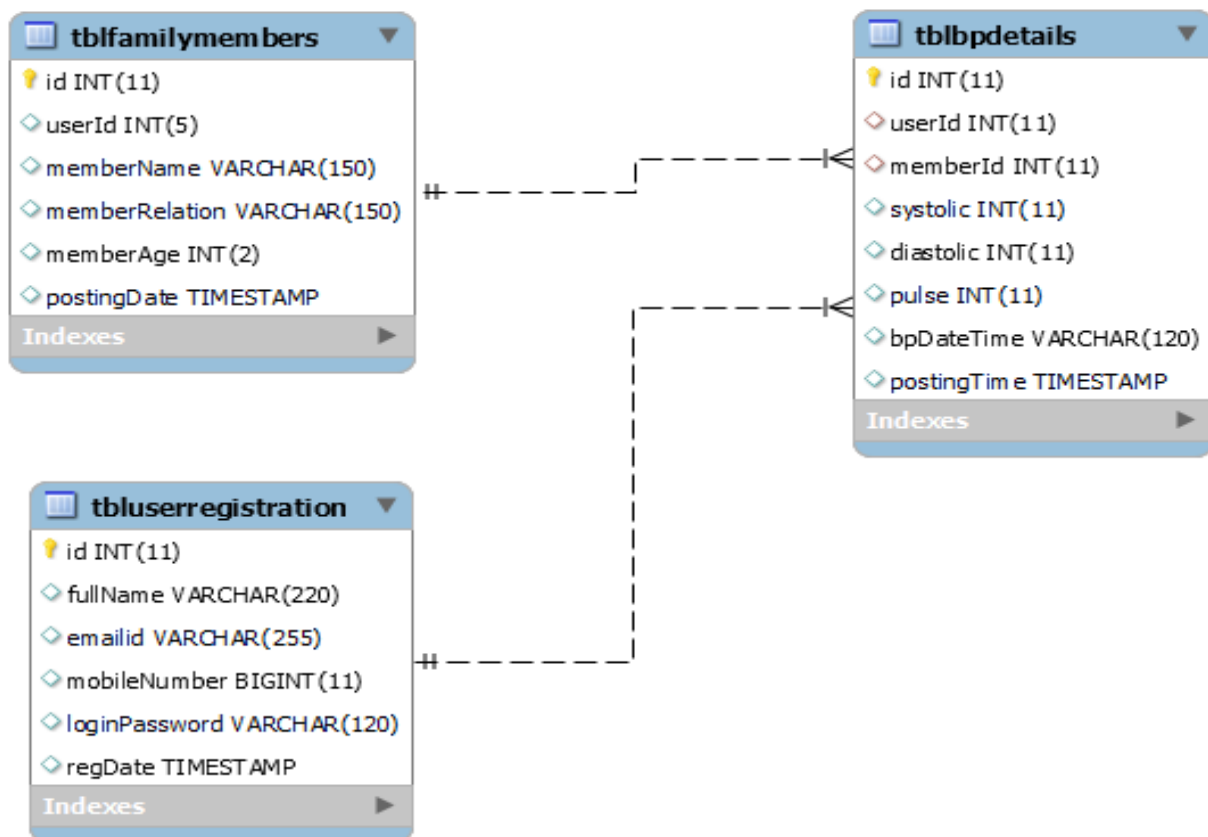 tblfamilymembers
id INT(11)
userId INT(5)
memberName VARCHAR(150)
memberRelation VARCHAR(150)
memberAge INT(2)
postingDate TIMESTAMP
Indexes
tblbpdetails
id INT(11)
userId INT(11)
memberId INT(11)
systolic INT(11)
diastolic INT(11)
pulse INT(11)
bpDateTime VARCHAR(120)
postingTime TIMESTAMP
Indexes
tbluserregistration
id INT(11)
fullName VARCHAR(220)
emailid VARCHAR(255)
mobileNumber BIGINT(11)
loginPassword VARCHAR(120)
regDate TIMESTAMP
Indexes